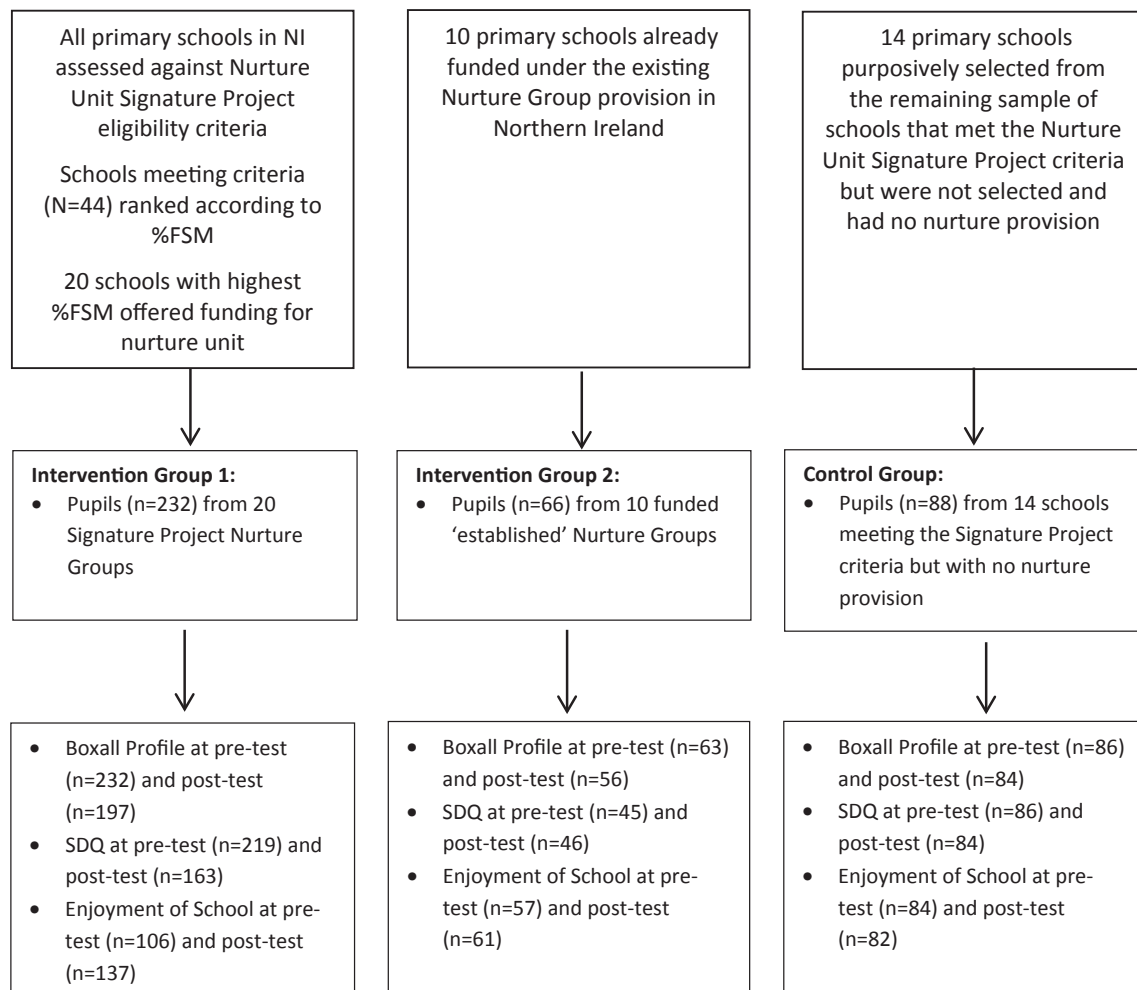 All primary schools in NI
assessed against Nurture
Unit Signature Project
eligibility criteria
Schools meeting criteria
(N=44) ranked according to
%FSM
20 schools with highest
%FSM offered funding for
nurture unit
10 primary schools already
funded under the existing
Nurture Group provision in
Northern Ireland
14 primary schools
purposively selected from
the remaining sample of
schools that met the Nurture
Unit Signature Project criteria
but were not selected and
had no nurture provision
Intervention Group 1:
• Pupils (n=232) from 20
Signature Project Nurture
Groups
Intervention Group 2:
• Pupils (n=66) from 10 funded
‘established’ Nurture Groups
Control Group:
• Pupils (n=88) from 14 schools
meeting the Signature Project
criteria but with no nurture
provision
• Boxall Profile at pre-test
(n=232) and post-test
(n=197)
• SDQ at pre-test (n=219) and
post-test (n=163)
• Enjoyment of School at pre-
test (n=106) and post-test
(n=137)
• Boxall Profile at pre-test (n=63)
and post-test (n=56)
• SDQ at pre-test (n=45) and
post-test (n=46)
• Enjoyment of School at pre-
test (n=57) and post-test
(n=61)
• Boxall Profile at pre-test (n=86)
and post-test (n=84)
• SDQ at pre-test (n=86) and
post-test (n=84)
• Enjoyment of School at pre-
test (n=84) and post-test
(n=82)